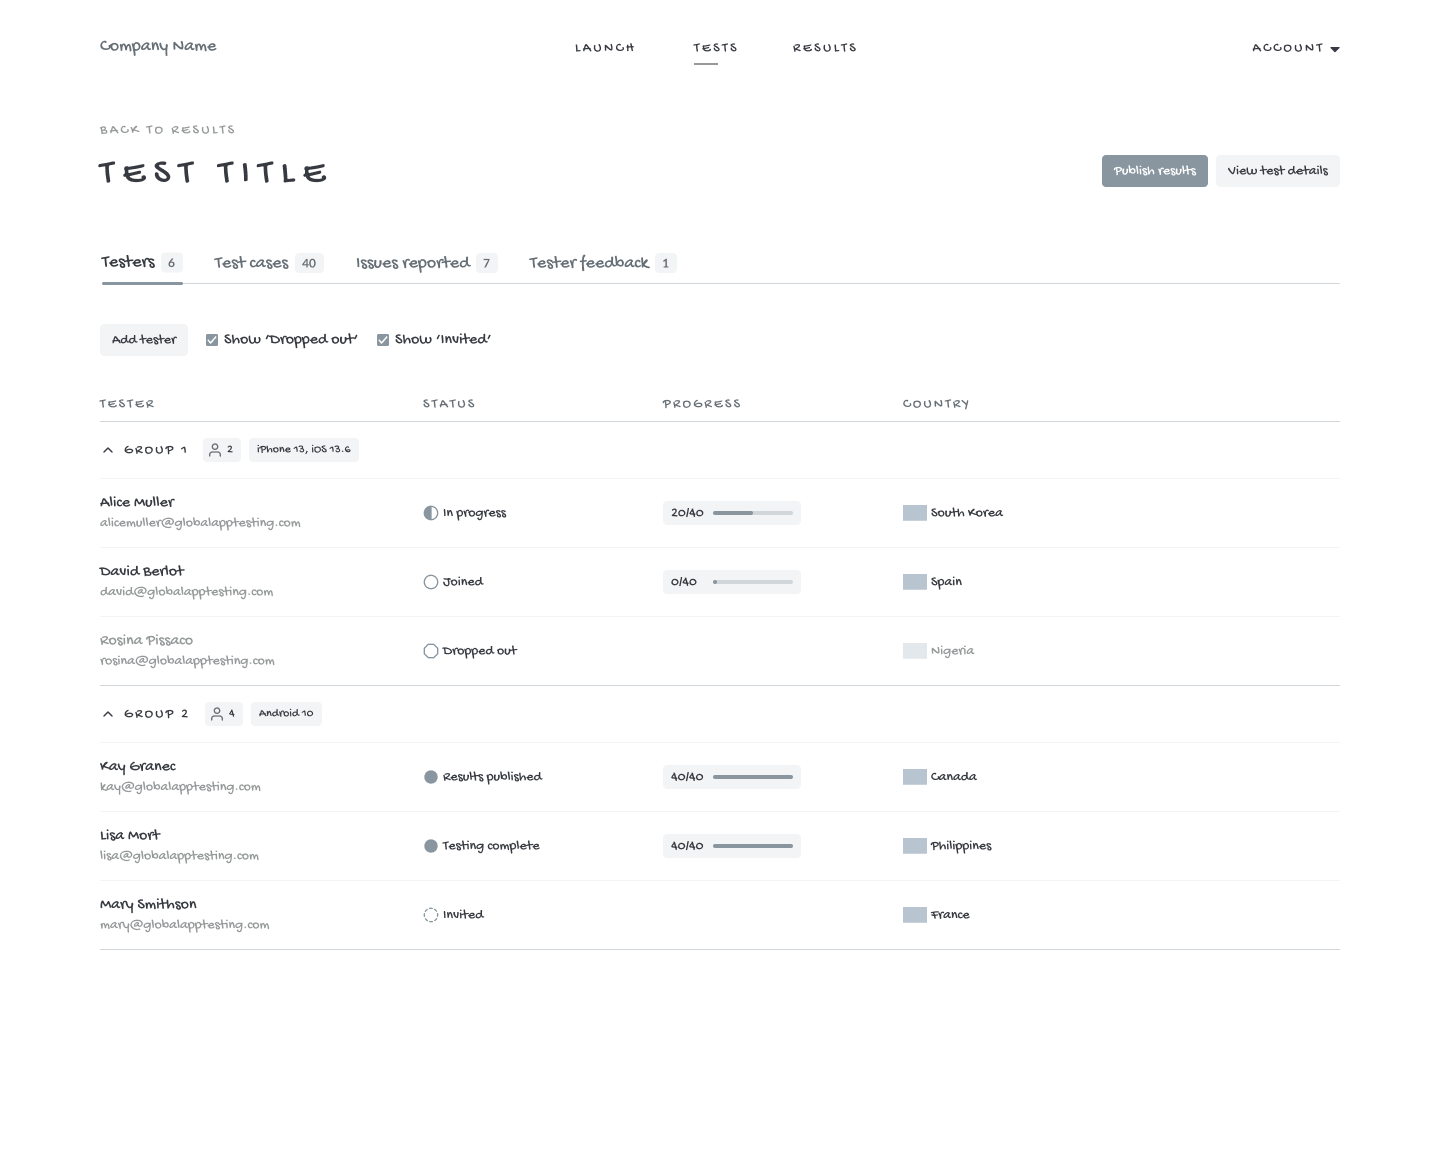 Company Name
LAUNCH TESTS RESULTS
ACCOUNT
BACK TO RESULTS
TEST TITLE
Publish results View test details
Testers 6 Test cases 40 Issues reported 7 Tester feedback 1
Add tester Show 'Dropped out' Show 'Invited'
TESTER STATUS PROGRESS COUNTRY
GROUP 1 2 iPhone 13, iOS 13.6
Alice Muller
alicemuller@globalapptesting.com
In progress 20/40 South Korea
David Berlot
david@globalapptesting.com
Joined 0/40 Spain
Rosina Pissaco
rosina@globalapptesting.com
Dropped out Nigeria
GROUP 2 4 Android 10
Kay Granec
kay@globalapptesting.com
Results published 40/40 Canada
Lisa Mort
lisa@globalapptesting.com
Testing complete 40/40 Philippines
Mary Smithson
mary@globalapptesting.com
Invited France